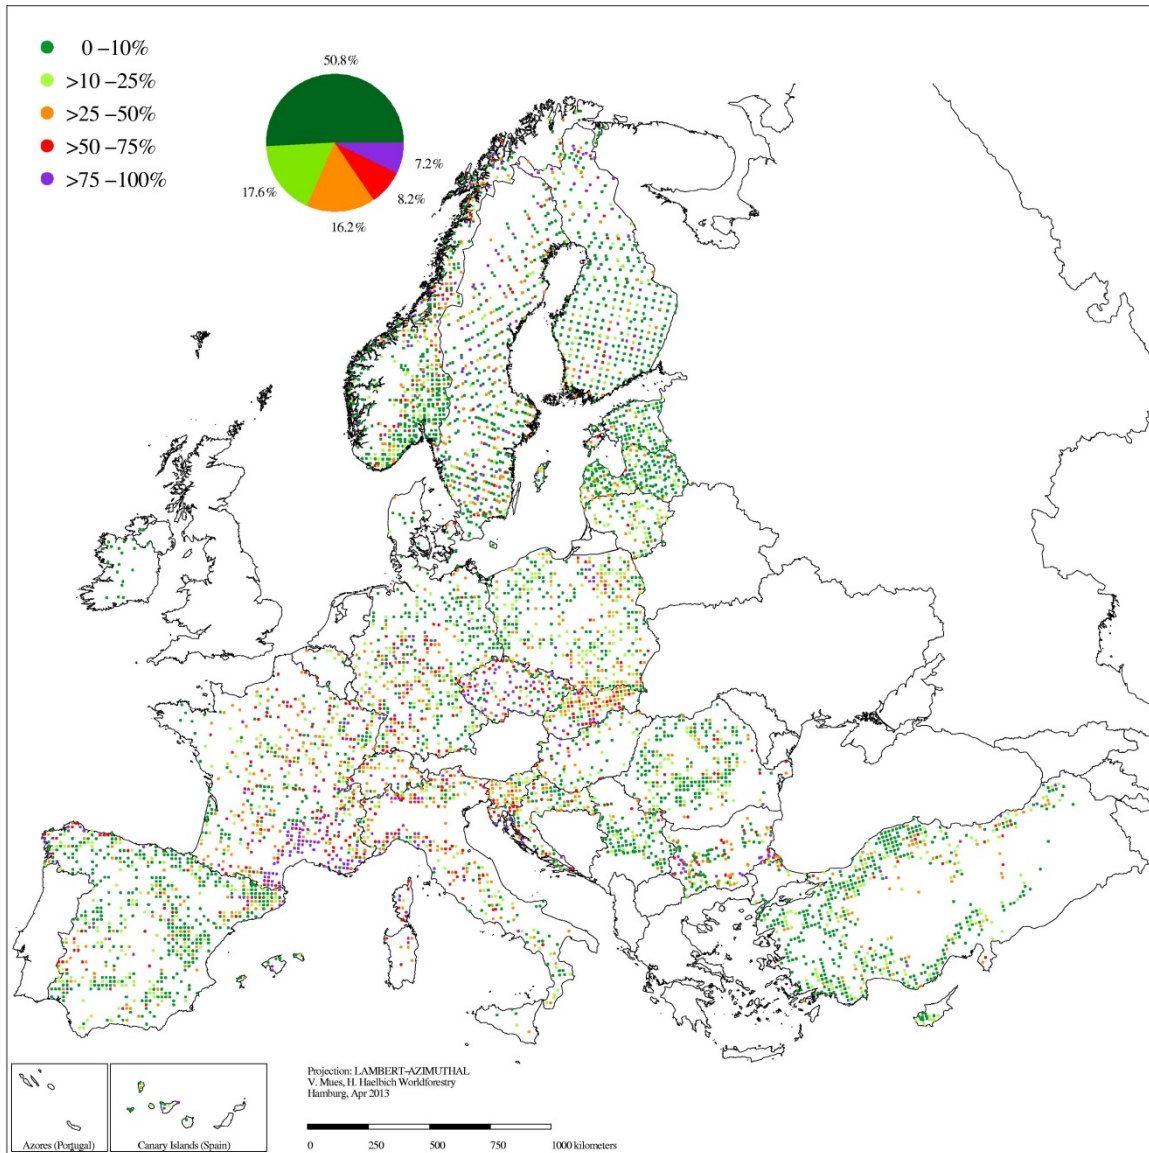 0 –10%
>10 –25%
>25 –50%
>50 –75%
>75 –100%
50.8%
7.2%
8.2%
16.2%
17.6%
Projection: LAMBERT-AZIMUTHAL
V. Mues, H. Haelbich Worldforestry
Hamburg, Apr 2013
0 250 500 750 1000 kilometers
Azores (Portugal)
Canary Islands (Spain)